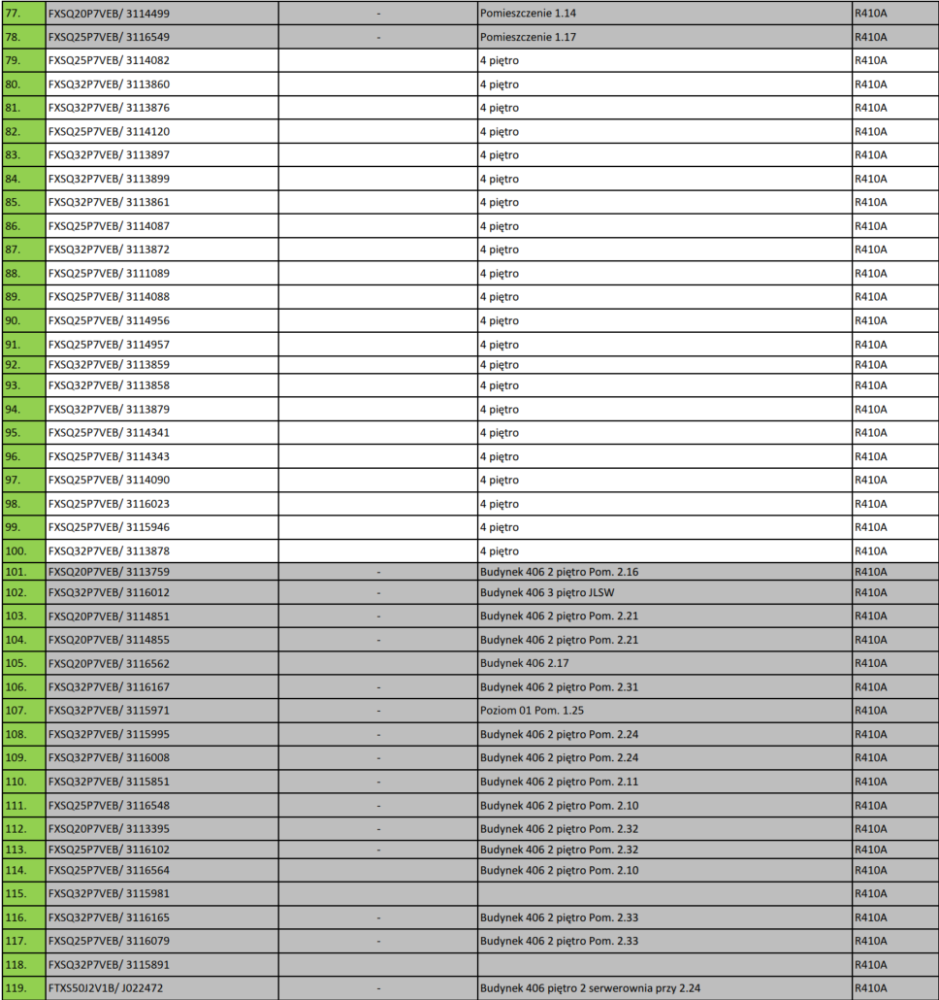 77. FXSQ20P7VEB/ 3114499 - Pomieszczenie 1.14 R410A
78. FXSQ25P7VEB/ 3116549 - Pomieszczenie 1.17 R410A
79. FXSQ25P7VEB/ 3114082 4 piętro R410A
80. FXSQ32P7VEB/ 3113860 4 piętro R410A
81. FXSQ32P7VEB/ 3113876 4 piętro R410A
82. FXSQ25P7VEB/ 3114120 4 piętro R410A
83. FXSQ32P7VEB/ 3113897 4 piętro R410A
84. FXSQ32P7VEB/ 3113899 4 piętro R410A
85. FXSQ32P7VEB/ 3113861 4 piętro R410A
86. FXSQ25P7VEB/ 3114087 4 piętro R410A
87. FXSQ32P7VEB/ 3113872 4 piętro R410A
88. FXSQ25P7VEB/ 3111089 4 piętro R410A
89. FXSQ25P7VEB/ 3114088 4 piętro R410A
90. FXSQ25P7VEB/ 3114956 4 piętro R410A
91. FXSQ25P7VEB/ 3114957 4 piętro R410A
92. FXSQ32P7VEB/ 3113859 4 piętro R410A
93. FXSQ32P7VEB/ 3113858 4 piętro R410A
94. FXSQ32P7VEB/ 3113879 4 piętro R410A
95. FXSQ25P7VEB/ 3114341 4 piętro R410A
96. FXSQ25P7VEB/ 3114343 4 piętro R410A
97. FXSQ25P7VEB/ 3114090 4 piętro R410A
98. FXSQ25P7VEB/ 3116023 4 piętro R410A
99. FXSQ25P7VEB/ 3115946 4 piętro R410A
100. FXSQ32P7VEB/ 3113878 4 piętro R410A
101. FXSQ20P7VEB/ 3113759 - Budynek 406 2 piętro Pom. 2.16 R410A
102. FXSQ32P7VEB/ 3116012 - Budynek 406 3 piętro JLSW R410A
103. FXSQ20P7VEB/ 3114851 - Budynek 406 2 piętro Pom. 2.21 R410A
104. FXSQ20P7VEB/ 3114855 - Budynek 406 2 piętro Pom. 2.21 R410A
105. FXSQ20P7VEB/ 3116562 Budynek 406 2.17 R410A
106. FXSQ32P7VEB/ 3116167 - Budynek 406 2 piętro Pom. 2.31 R410A
107. FXSQ32P7VEB/ 3115971 - Poziom 01 Pom. 1.25 R410A
108. FXSQ32P7VEB/ 3115995 - Budynek 406 2 piętro Pom. 2.24 R410A
109. FXSQ32P7VEB/ 3116008 - Budynek 406 2 piętro Pom. 2.24 R410A
110. FXSQ32P7VEB/ 3115851 - Budynek 406 2 piętro Pom. 2.11 R410A
111. FXSQ25P7VEB/ 3116548 - Budynek 406 2 piętro Pom. 2.10 R410A
112. FXSQ20P7VEB/ 3113395 - Budynek 406 2 piętro Pom. 2.32 R410A
113. FXSQ25P7VEB/ 3116102 - Budynek 406 2 piętro Pom. 2.32 R410A
114. FXSQ25P7VEB/ 3116564 Budynek 406 2 piętro Pom. 2.10 R410A
115. FXSQ32P7VEB/ 3115981 R410A
116. FXSQ32P7VEB/ 3116165 - Budynek 406 2 piętro Pom. 2.33 R410A
117. FXSQ25P7VEB/ 3116079 - Budynek 406 2 piętro Pom. 2.33 R410A
118. FXSQ32P7VEB/ 3115891 R410A
119. FTXS50J2V1B/ J022472 - Budynek 406 piętro 2 serwerownia przy 2.24 R410A